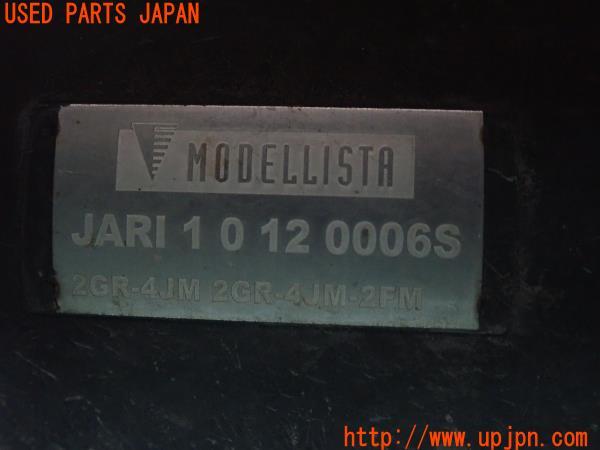 USED PARTS JAPAN
MODELLISTA
JARI 1 0 12 0006S
2GR-4JM 2GR-4JM-2FM
http://www.upjpn.com/